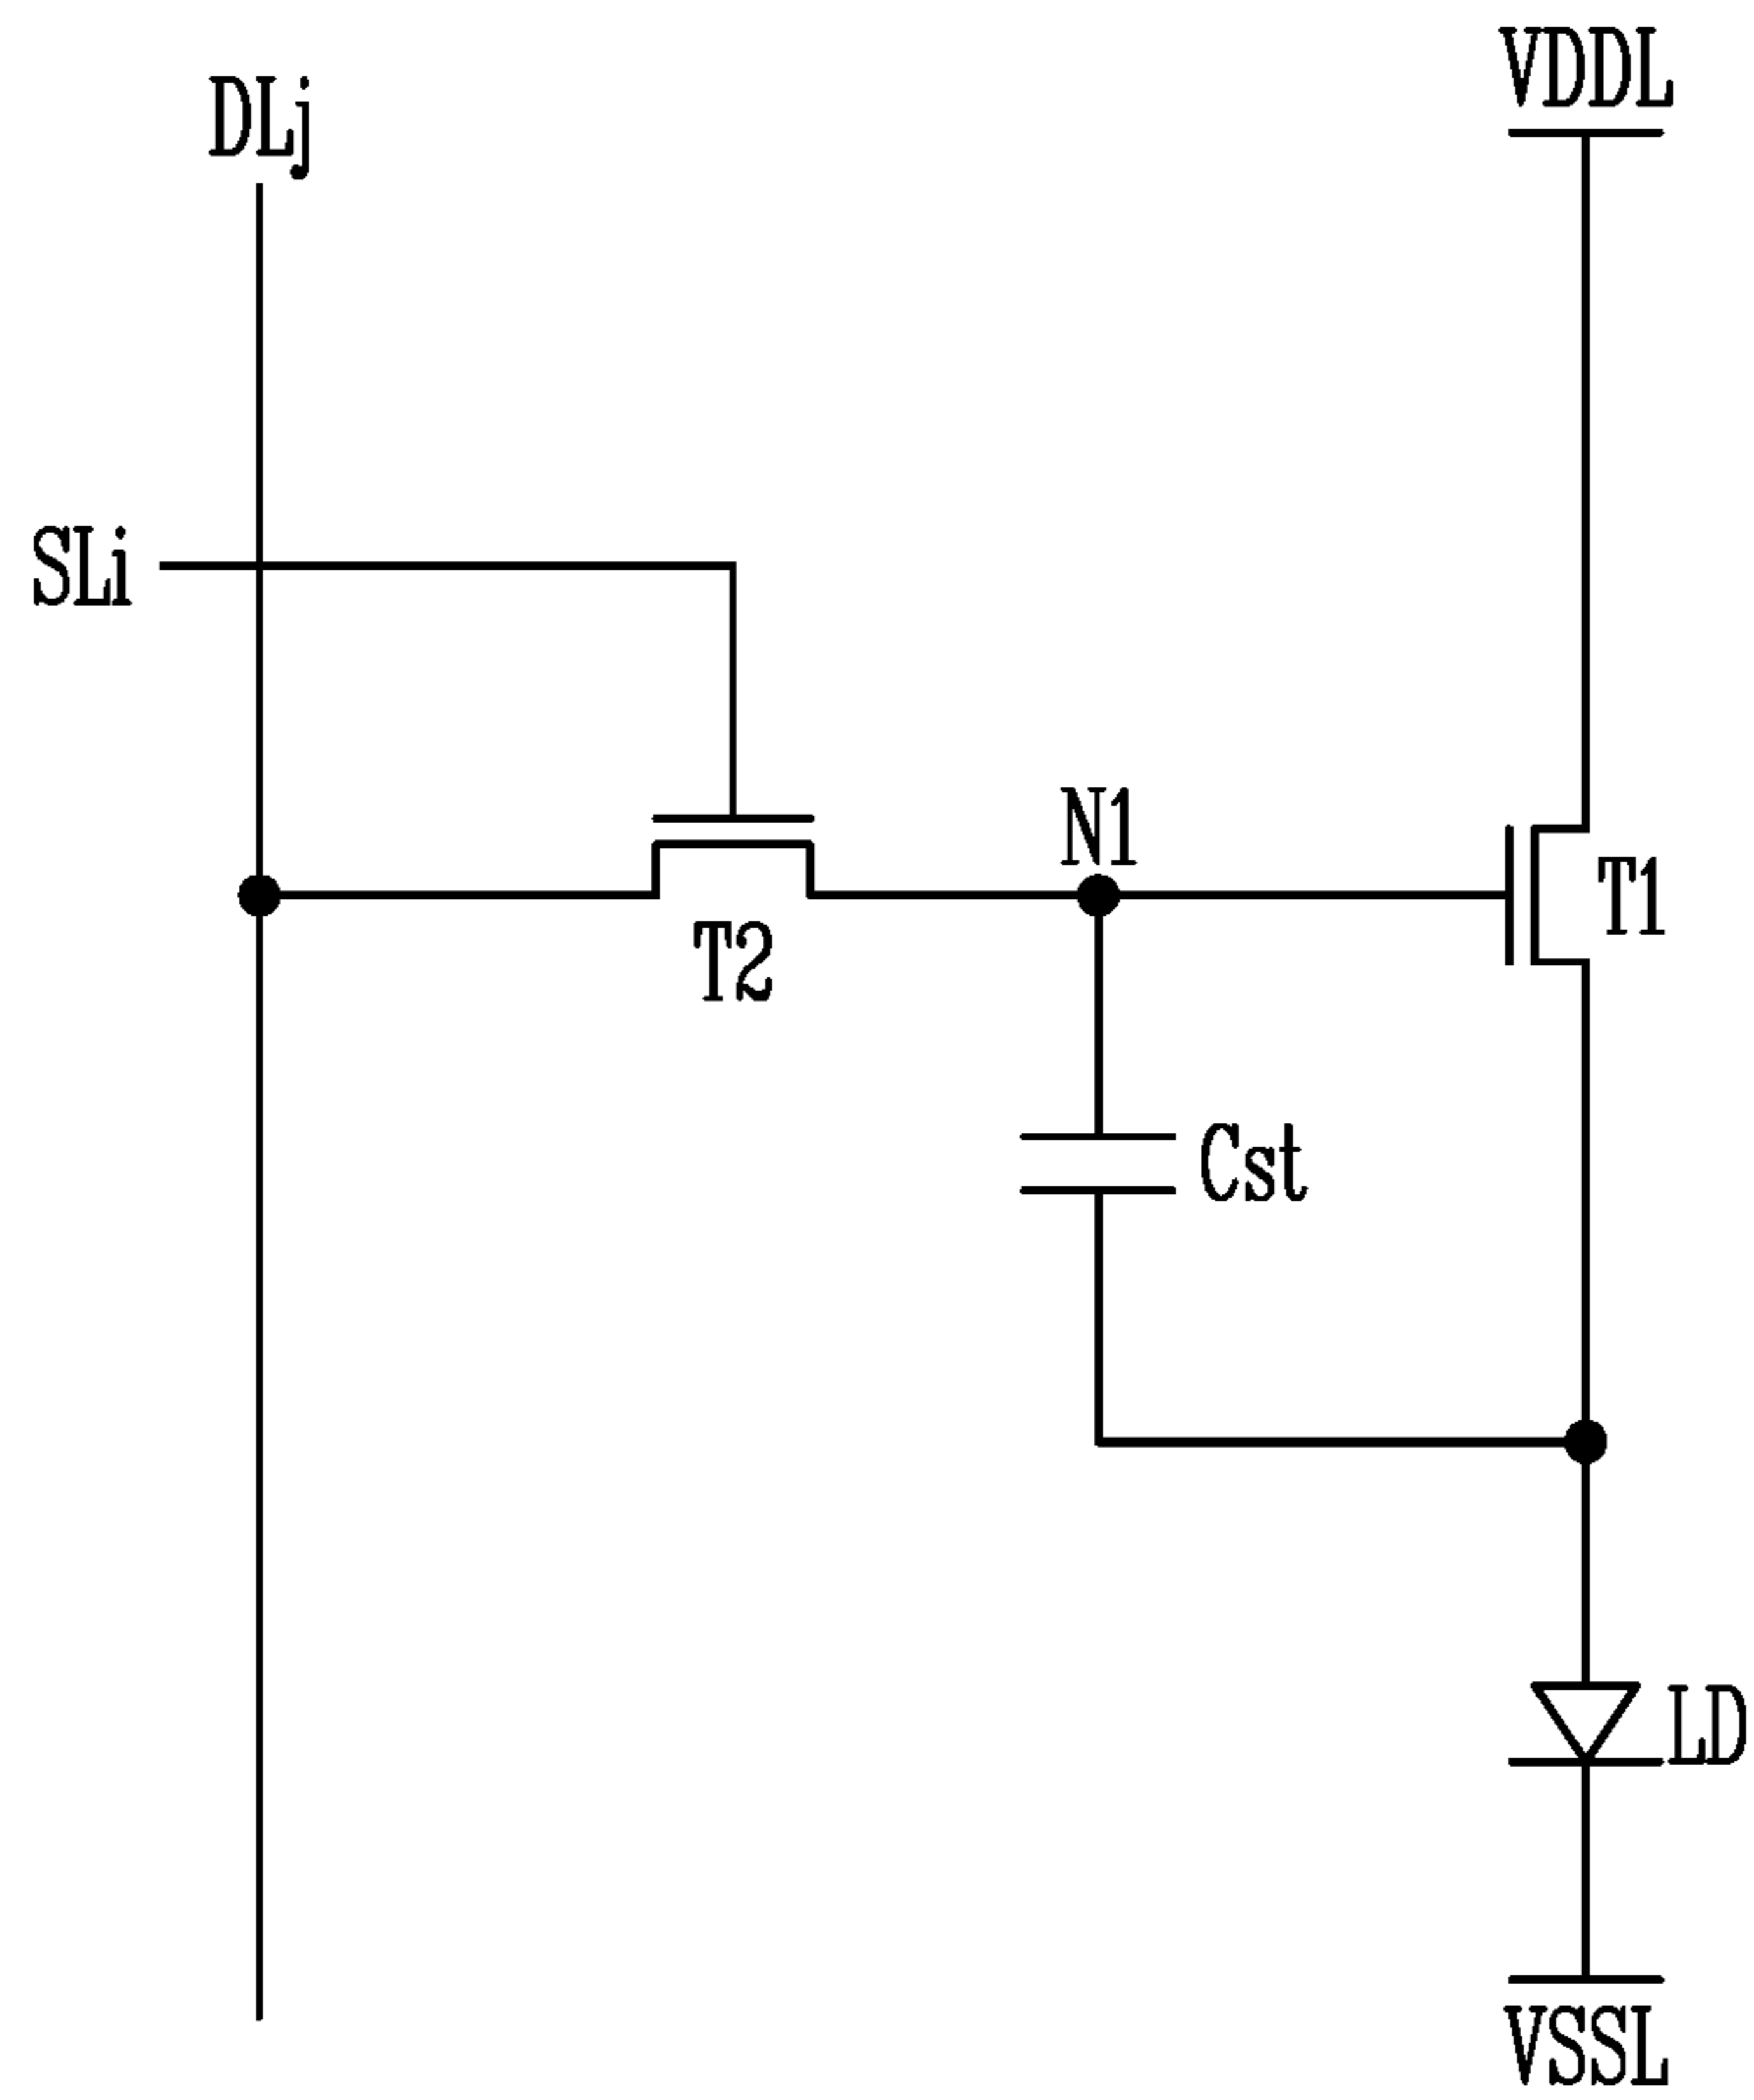 VDDL
DLj
SLi
N1
T1
T2
Cst
LD
VSSL